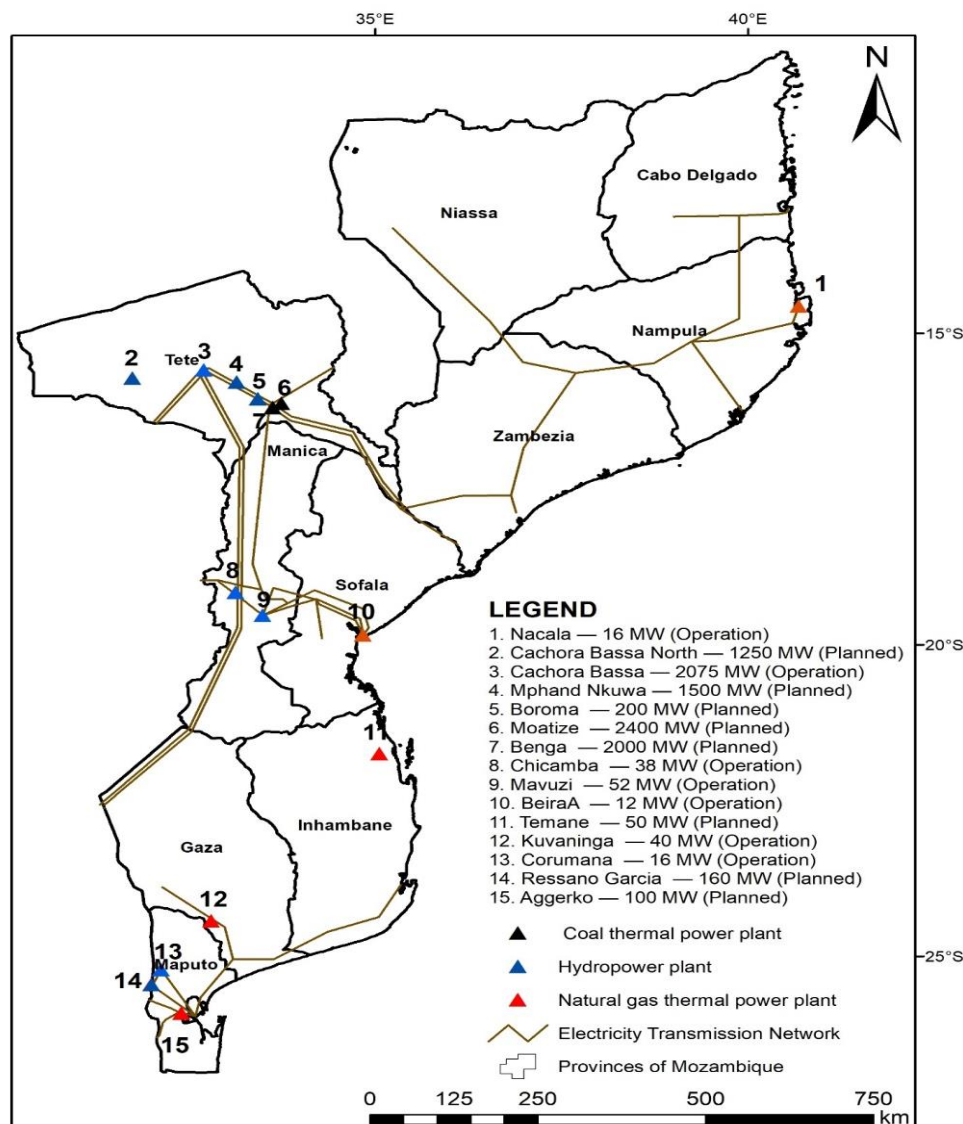 35°E 40°E
N
Cabo Delgado
Niassa
1
Nampula
15°S
2 Tete 3 4 5 6
7
Zambezia
Manica
8 9 Sofala 10
LEGEND
1. Nacala — 16 MW (Operation)
2. Cachora Bassa North — 1250 MW (Planned)
20°S
3. Cachora Bassa — 2075 MW (Operation)
4. Mphand Nkuwa — 1500 MW (Planned)
5. Boroma — 200 MW (Planned)
6. Moatize — 2400 MW (Planned)
7. Benga — 2000 MW (Planned)
8. Chicamba — 38 MW (Operation)
9. Mavuzi — 52 MW (Operation)
10. BeiraA — 12 MW (Operation)
11. Temane — 50 MW (Planned)
12. Kuvaninga — 40 MW (Operation)
13. Corumana — 16 MW (Operation)
14. Ressano Garcia — 160 MW (Planned)
15. Aggerko — 100 MW (Planned)
11
Inhambane
Gaza
12
Coal thermal power plant
13
Maputo
25°S
Hydropower plant
14
Natural gas thermal power plant
15
Electricity Transmission Network
Provinces of Mozambique
0 125 250 500 750
km